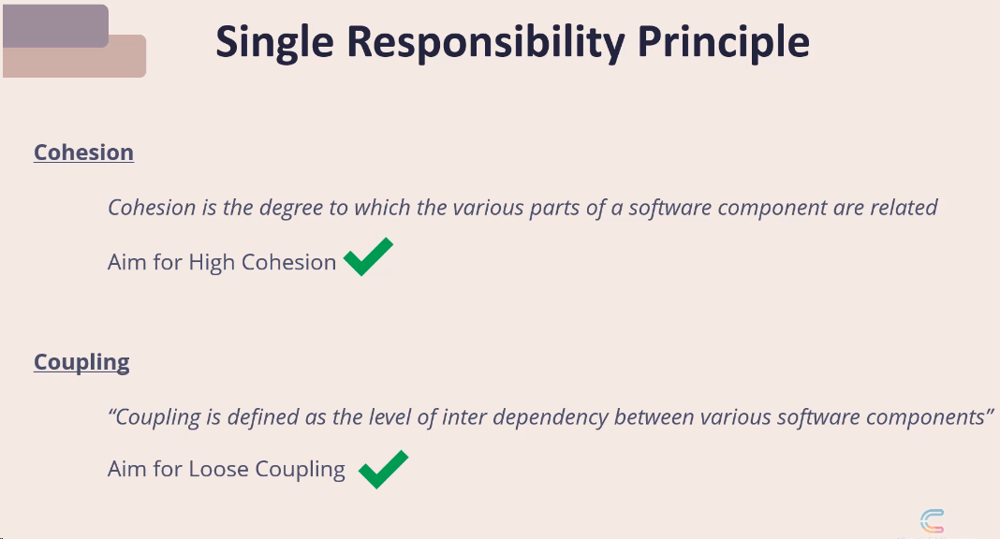 Single Responsibility Principle
Cohesion
Cohesion is the degree to which the various parts of a software component are related
Aim for High Cohesion
Coupling
“Coupling is defined as the level of inter dependency between various software components”
Aim for Loose Coupling